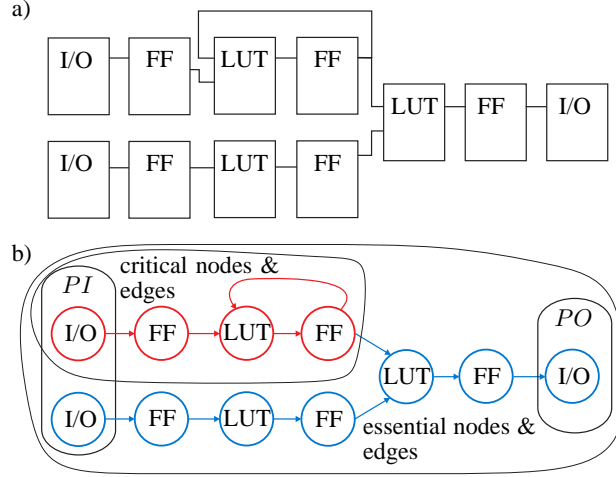 a)
I/O FF LUT FF
LUT FF I/O
I/O FF LUT FF
b)
critical nodes &
edges
PI
PO
I/O FF LUT FF
LUT FF I/O
I/O FF LUT FF
essential nodes &
edges